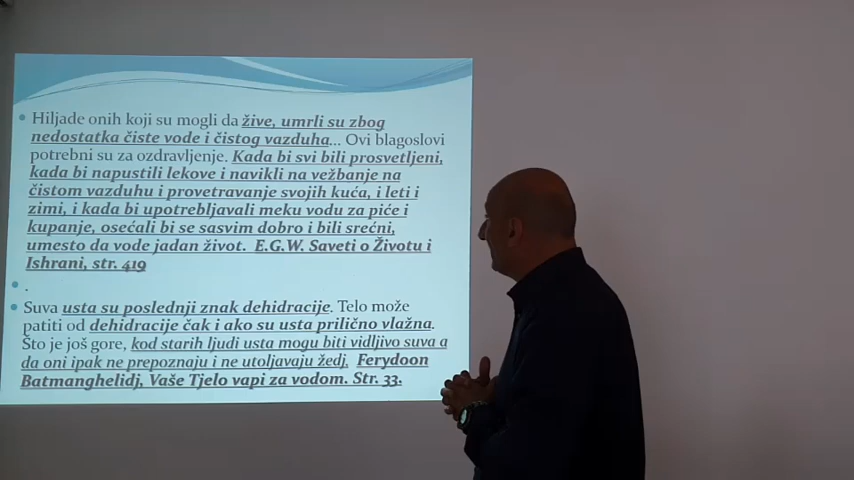 Hiljade onih koji su mogli da žive, umrli su zbog
nedostatka čiste vode i čistog vazduha... Ovi blagoslovi
potrebni su za ozdravljenje. Kada bi svi bili prosvetljeni,
kada bi napustili lekove i navikli na vežbanje na
čistom vazduhu i provetravanje svojih kuća, i leti i
zimi, i kada bi upotrebljavali meku vodu za piće i
kupanje, osećali bi se sasvim dobro i bili srećni,
umesto da vode jadan život. E.G.W. Saveti o Životu i
Ishrani, str. 419
.
Suva usta su poslednji znak dehidracije. Telo može
patiti od dehidracije čak i ako su usta prilično vlažna.
Što je još gore, kod starih ljudi usta mogu biti vidljivo suva a
da oni ipak ne prepoznaju i ne utoljavaju žedj. Ferydoon
Batmanghelidj, Vaše Tjelo vapi za vodom. Str. 33.